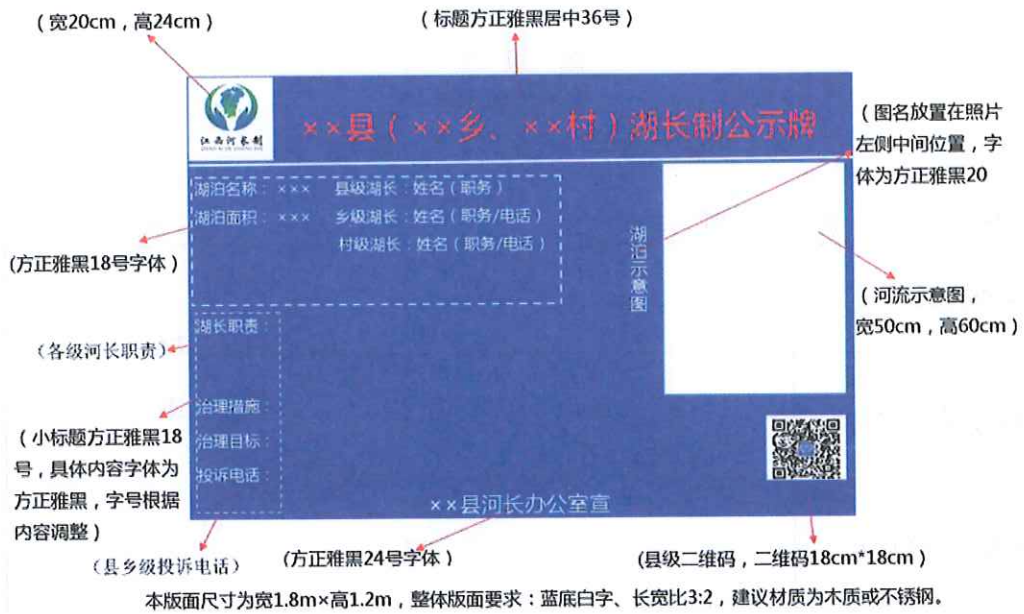 （宽20cm，高24cm）
（标题方正雅黑居中36号）
江西河长制
××县（××乡、××村）湖长制公示牌
（图名放置在照片
左侧中间位置，字
体为方正雅黑20
湖泊名称：××× 县级湖长：姓名（职务）
湖泊面积：××× 乡级湖长：姓名（职务/电话）
村级湖长：姓名（职务/电话）
(方正雅黑18号字体）
湖泊示意图
（河流示意图，
宽50cm，高60cm）
湖长职责：
（各级河长职责）
治理措施：
治理目标：
投诉电话：
（小标题方正雅黑18
号，具体内容字体为
方正雅黑，字号根据
内容调整）
××县河长办公室宣
（县乡级投诉电话）
(方正雅黑24号字体）
(县级二维码，二维码18cm*18cm）
本版面尺寸为宽1.8m×高1.2m，整体版面要求：蓝底白字、长宽比3:2，建议材质为木质或不锈钢。